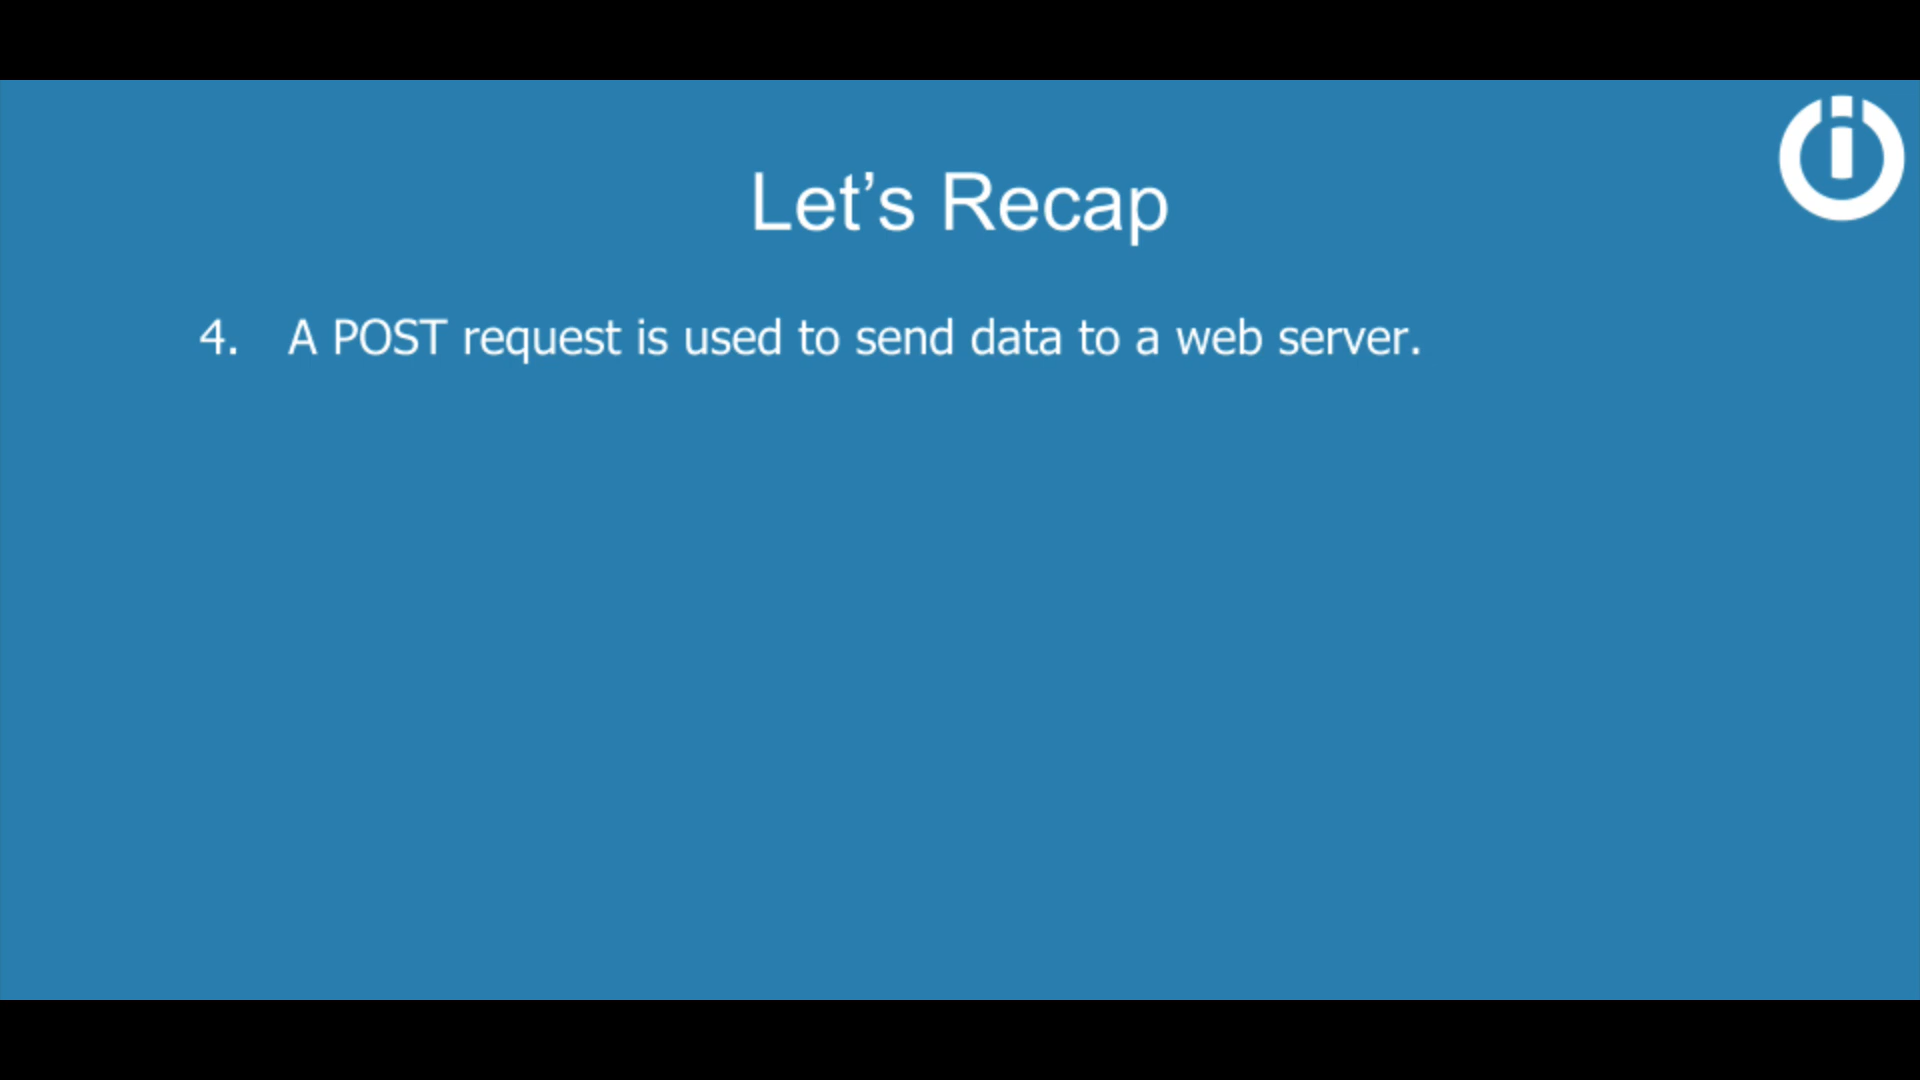 Let’s Recap
4. A POST request is used to send data to a web server.